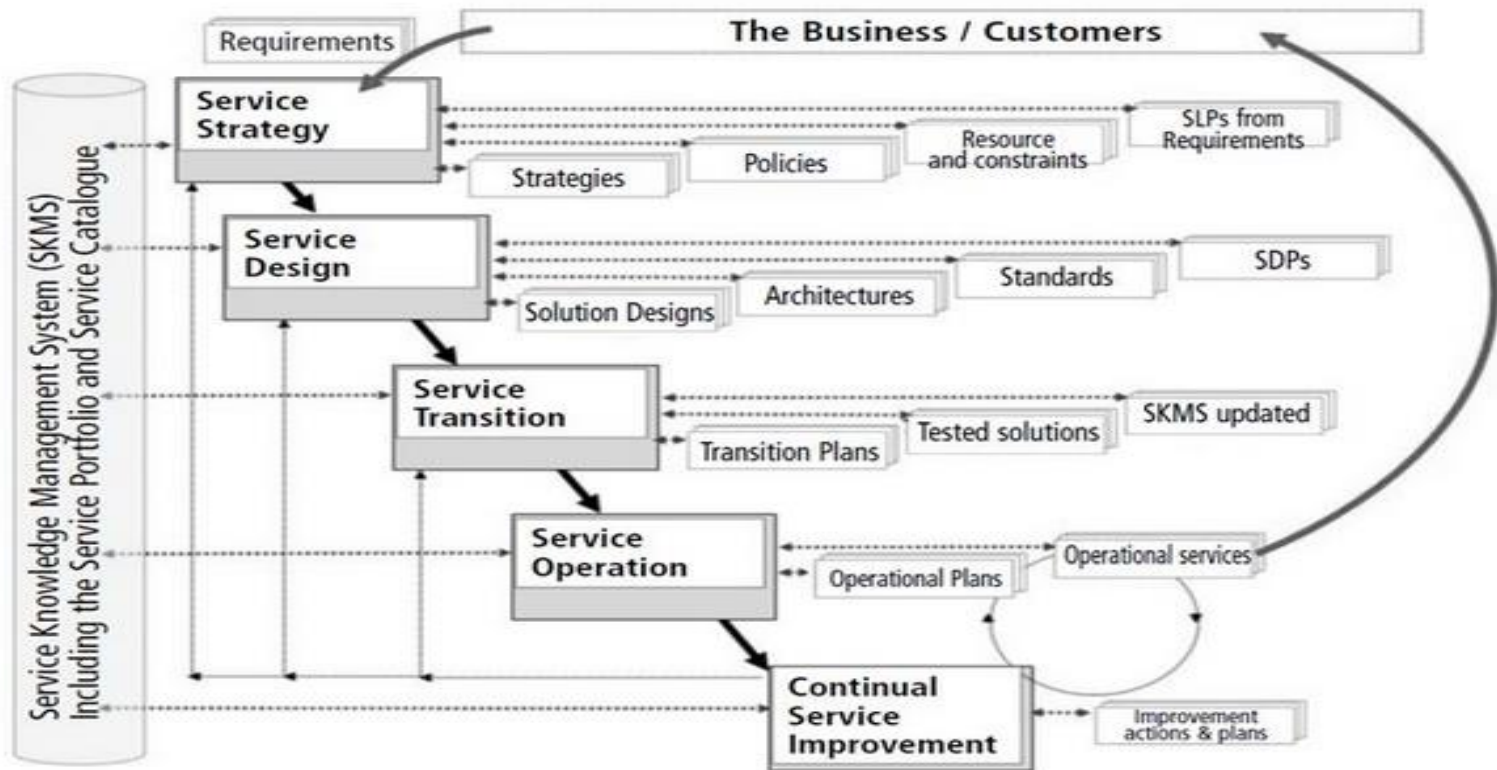 Requirements
The Business / Customers
Service
Strategy
SLPs from
Requirements
Resource
and constraints
Policies
Strategies
Service
Design
SDPs
Standards
Architectures
Solution Designs
Service
Transition
SKMS updated
Tested solutions
Transition Plans
Service
Operation
Operational services
Operational Plans
Continual
Service
Improvement
Improvement
actions & plans
Service Knowledge Management System (SKMS)
Including the Service Portfolio and Service Catalogue